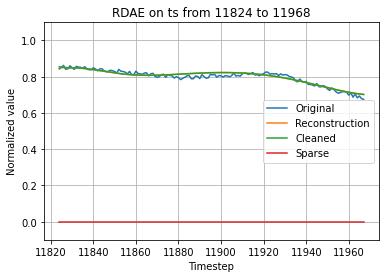 RDAE on ts from 11824 to 11968
1.0
0.8
0.6
0.4
0.2
0.0
Normalized value
Original
Reconstruction
Cleaned
Sparse
11820 11840 11860 11880 11900 11920 11940 11960
Timestep